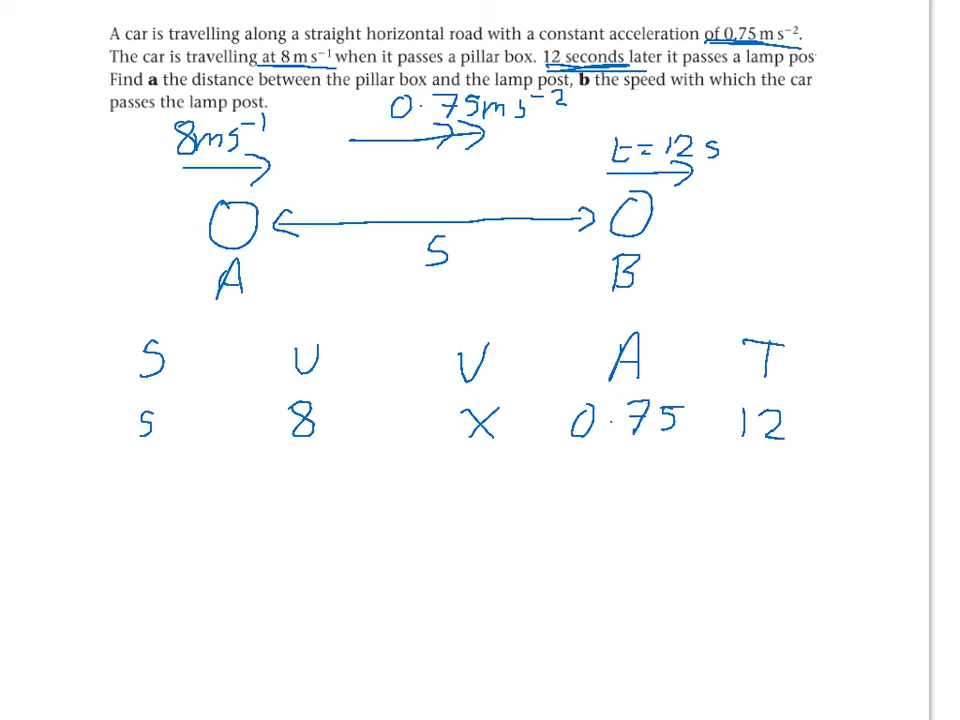 A car is travelling along a straight horizontal road with a constant acceleration of 0.75 m s⁻².
The car is travelling at 8 m s⁻¹ when it passes a pillar box. 12 seconds later it passes a lamp pos
Find a the distance between the pillar box and the lamp post, b the speed with which the car
passes the lamp post.
0.75ms⁻²
8ms⁻¹
t=12s
S
A
B
S U V A T
s 8 X 0.75 12